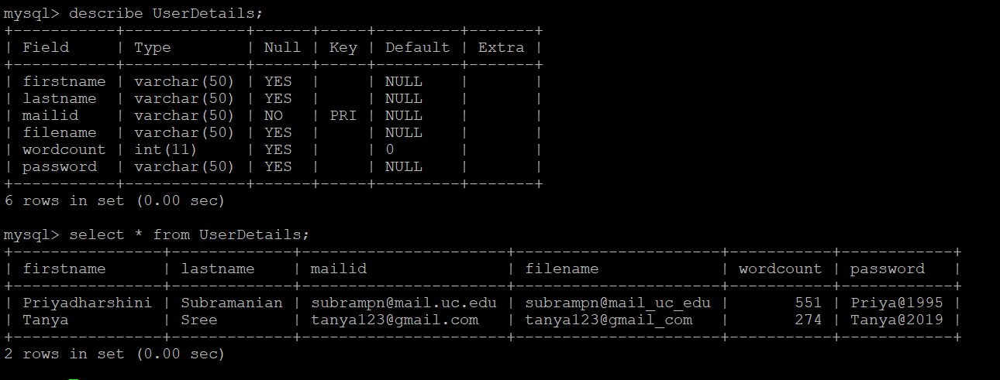 mysql> describe UserDetails;
+-----------+-------------+------+-----+---------+-------+
| Field     | Type        | Null | Key | Default | Extra |
+-----------+-------------+------+-----+---------+-------+
| firstname | varchar(50) | YES  |     | NULL    |       |
| lastname  | varchar(50) | YES  |     | NULL    |       |
| mailid    | varchar(50) | NO   | PRI | NULL    |       |
| filename  | varchar(50) | YES  |     | NULL    |       |
| wordcount | int(11)     | YES  |     | 0       |       |
| password  | varchar(50) | YES  |     | NULL    |       |
+-----------+-------------+------+-----+---------+-------+
6 rows in set (0.00 sec)
mysql> select * from UserDetails;
+----------------+-------------+----------------------+----------------------+-----------+------------+
| firstname      | lastname    | mailid               | filename             | wordcount | password   |
+----------------+-------------+----------------------+----------------------+-----------+------------+
| Priyadharshini | Subramanian | subrampn@mail.uc.edu | subrampn@mail_uc_edu |       551 | Priya@1995 |
| Tanya          | Sree        | tanya123@gmail.com   | tanya123@gmail_com   |       274 | Tanya@2019 |
+----------------+-------------+----------------------+----------------------+-----------+------------+
2 rows in set (0.00 sec)